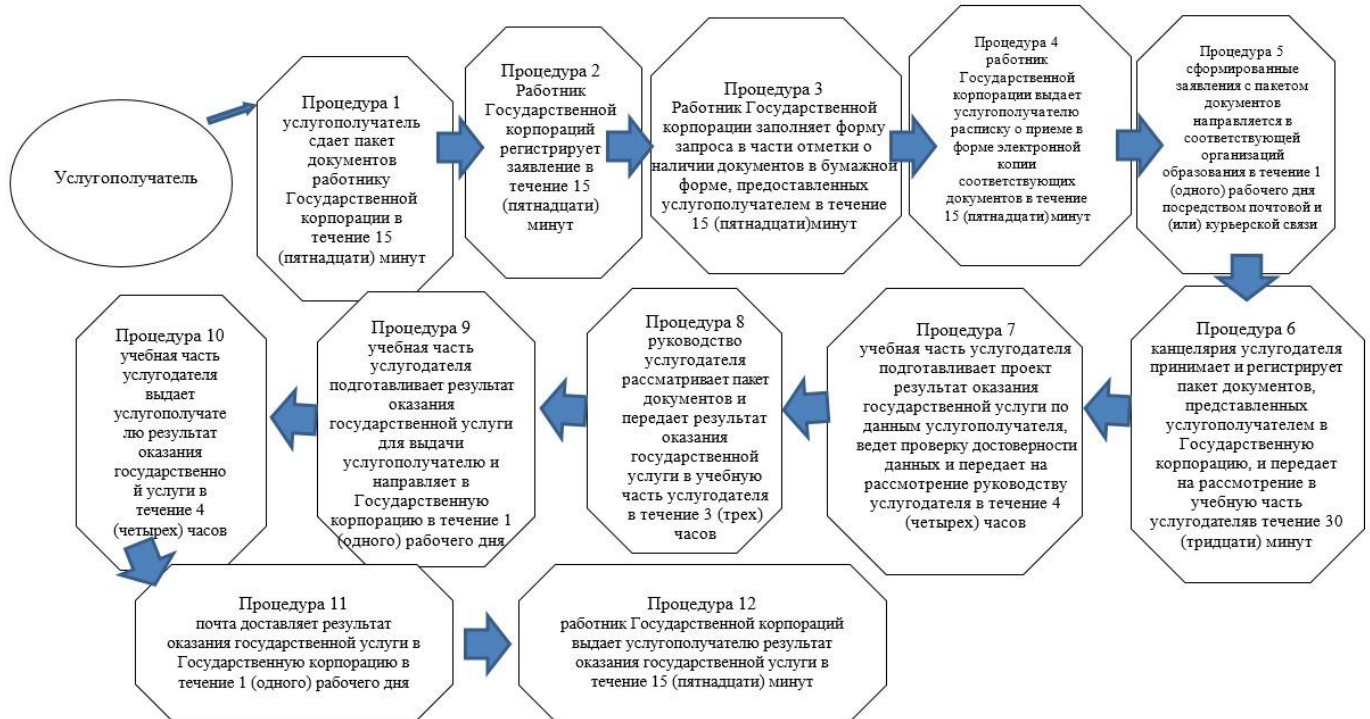 Услугополучатель
Процедура 1
услугополучатель
сдает пакет
документов
работнику
Государственной
корпорации в
течение 15
(пятнадцати) минут
Процедура 2
Работник
Государственной
корпораций
регистрирует
заявление в
течение 15
(пятнадцати)
минут
Процедура 3
Работник Государственной
корпорации заполняет форму
запроса в части отметки о
наличии документов в бумажной
форме, предоставленных
услугополучателем в течение
15 (пятнадцати)минут
Процедура 4
работник
Государственной
корпорации выдает
услугополучателю
расписку о приеме в
форме электронной
копии
соответствующих
документов в течение
15 (пятнадцати)минут
Процедура 5
сформированные
заявления с пакетом
документов
направляется в
соответствующей
организаций
образования в течение 1
(одного) рабочего дня
посредством почтовой и
(или) курьерской связи
Процедура 10
учебная часть
услугодателя
выдает
услугополучате
лю результат
оказания
государственно
й услуги в
течение 4
(четырех) часов
Процедура 9
учебная часть
услугодателя
подготавливает результат
оказания
государственной услуги
для выдачи
услугополучателю и
направляет в
Государственную
корпорацию в течение 1
(одного) рабочего дня
Процедура 8
руководство
услугодателя
рассматривает пакет
документов и
передает результат
оказания
государственной
услуги в учебную
часть услугодателя
в течение 3 (трех)
часов
Процедура 7
учебная часть услугодателя
подготавливает проект
результат оказания
государственной услуги по
данным услугополучателя,
ведет проверку достоверности
данных и передает на
рассмотрение руководству
услугодателя в течение 4
(четырех) часов
Процедура 6
канцелярия услугодателя
принимает и регистрирует
пакет документов,
представленных
услугополучателем в
Государственную
корпорацию, и передает
на рассмотрение в
учебную часть
услугодателяв течение 30
(тридцати) минут
Процедура 11
почта доставляет результат
оказания государственной услуги в
Государственную корпорацию в
течение 1 (одного) рабочего дня
Процедура 12
работник Государственной корпораций
выдает услугополучателю результат
оказания государственной услуги в
течение 15 (пятнадцати) минут